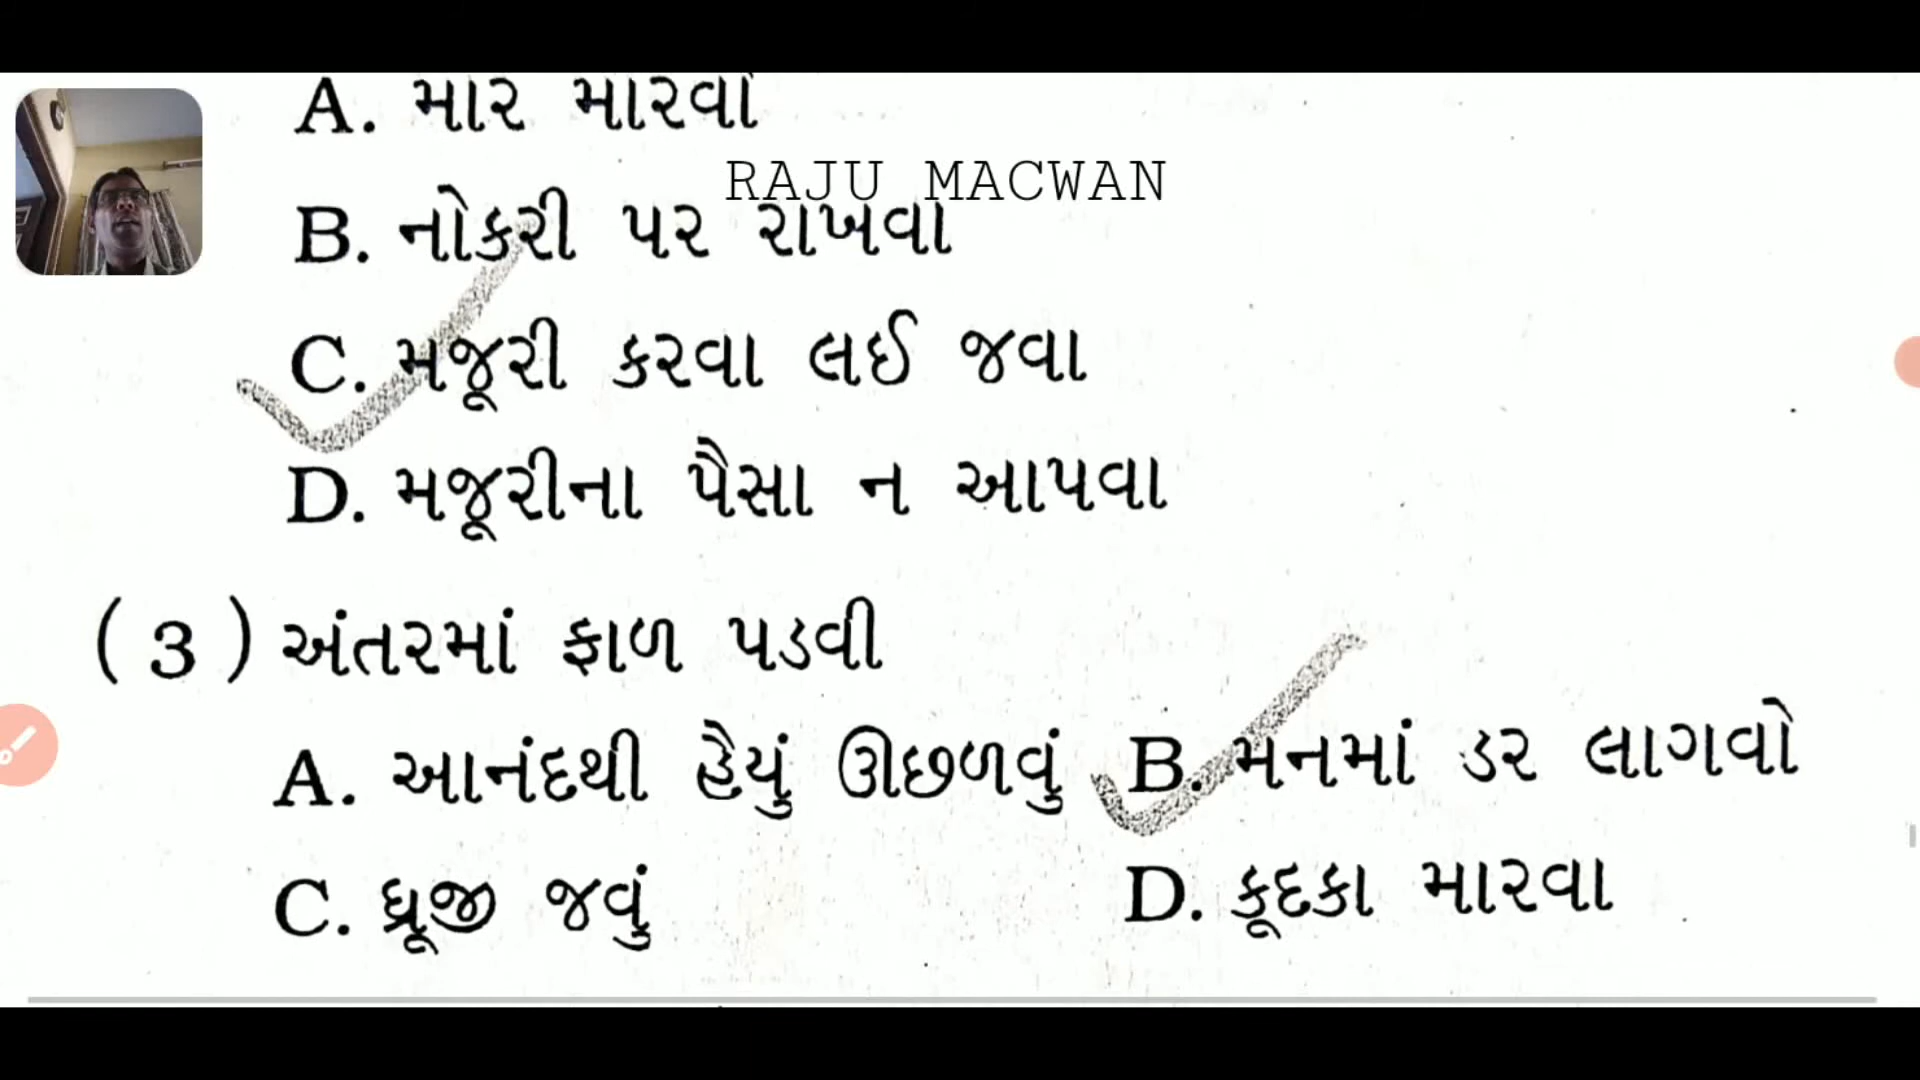 A. માર મારવો
RAJU MACWAN
B. નોકરી પર રાખવા
C. મજૂરી કરવા લઈ જવા
D. મજૂરીના પૈસા ન આપવા
(3) અંતરમાં ફાળ પડવી
A. આનંદથી હૈયું ઊછળવું B. મનમાં ડર લાગવો
C. ધ્રૂજી જવું D. કૂદકા મારવા